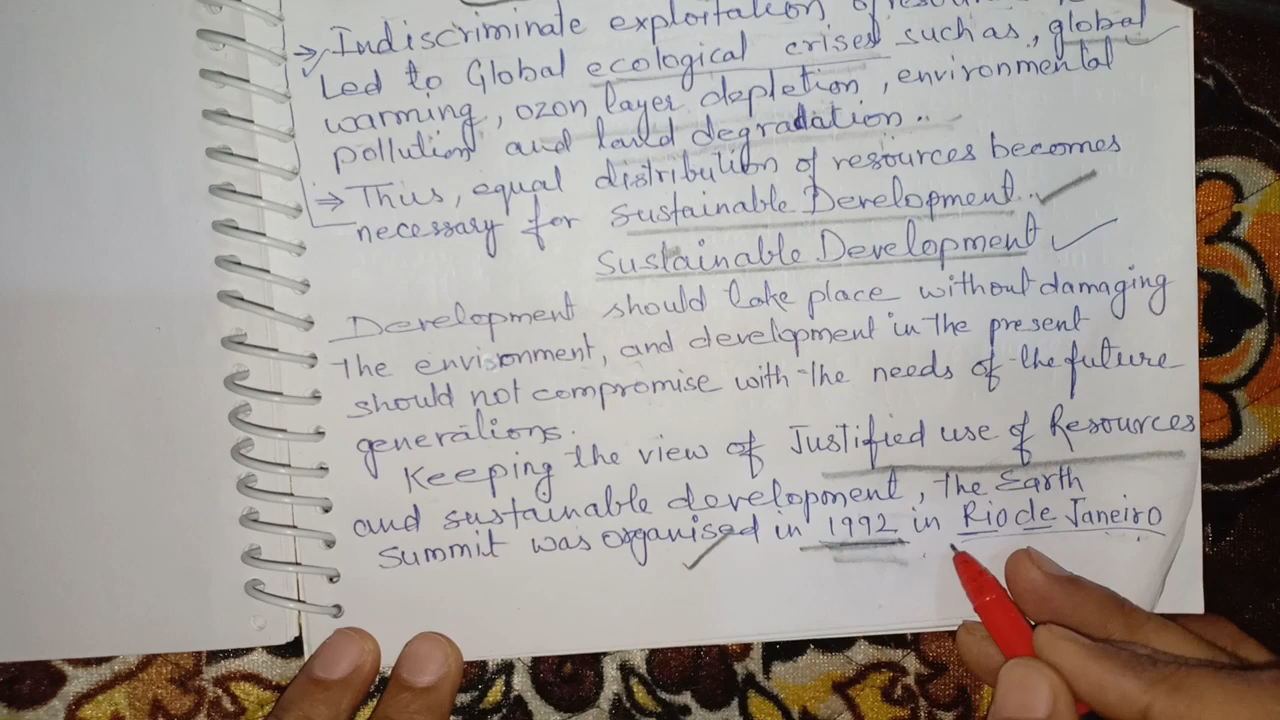 ⇒ Indiscriminate exploitation of
Led to Global ecological crises such as, global
warming, ozon layer depletion, environmental
pollution and land degradation..
⇒ Thus, equal distribution of resources becomes
necessary for Sustainable Development.
Sustainable Development
Development should take place without damaging
the environment, and development in the present
should not compromise with the needs of the future
generations.
Keeping the view of Justified use of Resources
and sustainable development, the Earth
Summit was organised in 1992 in Rio de Janeiro